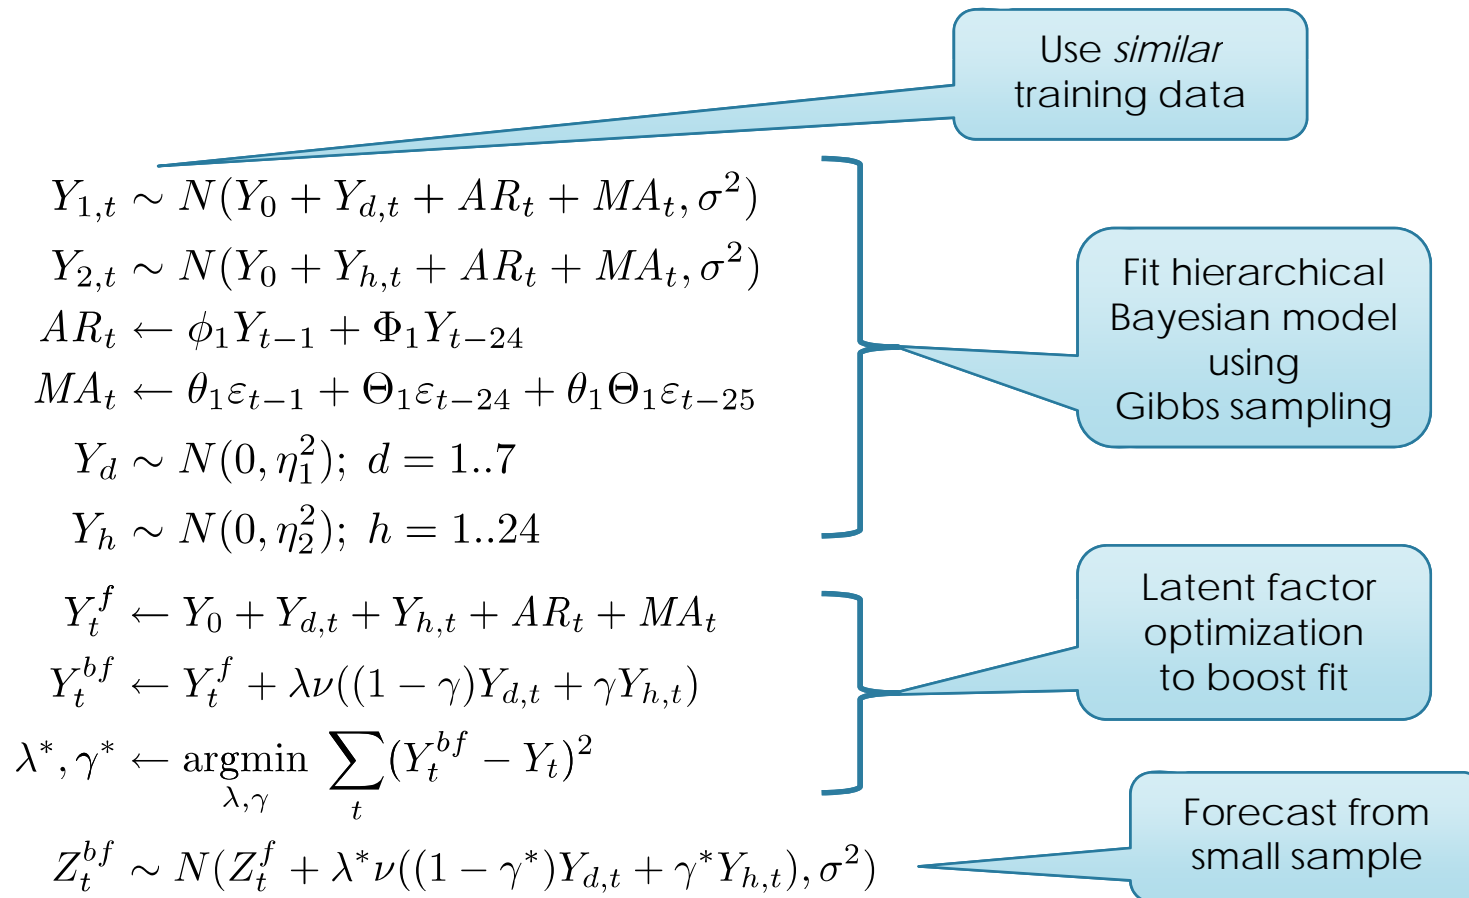 Use similar
training data
Y_{1,t} ∼ N(Y_0 + Y_{d,t} + AR_t + MA_t, σ^2)
Y_{2,t} ∼ N(Y_0 + Y_{h,t} + AR_t + MA_t, σ^2)
AR_t ← ϕ_1 Y_{t−1} + Φ_1 Y_{t−24}
MA_t ← θ_1 ε_{t−1} + Θ_1 ε_{t−24} + θ_1 Θ_1 ε_{t−25}
Y_d ∼ N(0, η_1^2); d = 1..7
Y_h ∼ N(0, η_2^2); h = 1..24
Fit hierarchical
Bayesian model
using
Gibbs sampling
Y_t^f ← Y_0 + Y_{d,t} + Y_{h,t} + AR_t + MA_t
Y_t^{bf} ← Y_t^f + λν((1 − γ)Y_{d,t} + γY_{h,t})
λ^*, γ^* ← argmin_{λ,γ} ∑_t (Y_t^{bf} − Y_t)^2
Latent factor
optimization
to boost fit
Z_t^{bf} ∼ N(Z_t^f + λ^*ν((1 − γ^*)Y_{d,t} + γ^*Y_{h,t}), σ^2)
Forecast from
small sample